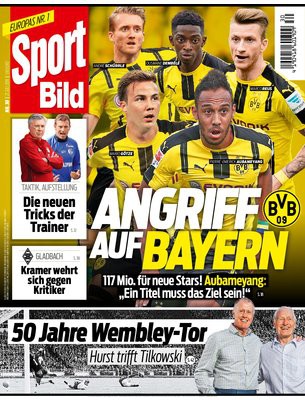 EUROPAS NR. 1
Sport
Bild
ANDRE SCHÜRRLE
OUSMANE DEMBÉLÉ
MARCO REUS
MARIO GÖTZE
PIERRE-EMERICK AUBAMEYANG
TAKTIK, AUFSTELLUNG
Die neuen
Tricks der
Trainer
GLADBACH
Kramer wehrt
sich gegen
Kritiker
ANGRIFF
AUF BAYERN
BVB
09
117 Mio. für neue Stars! Aubameyang:
„Ein Titel muss das Ziel sein!“
50 Jahre Wembley-Tor
Hurst trifft Tilkowski